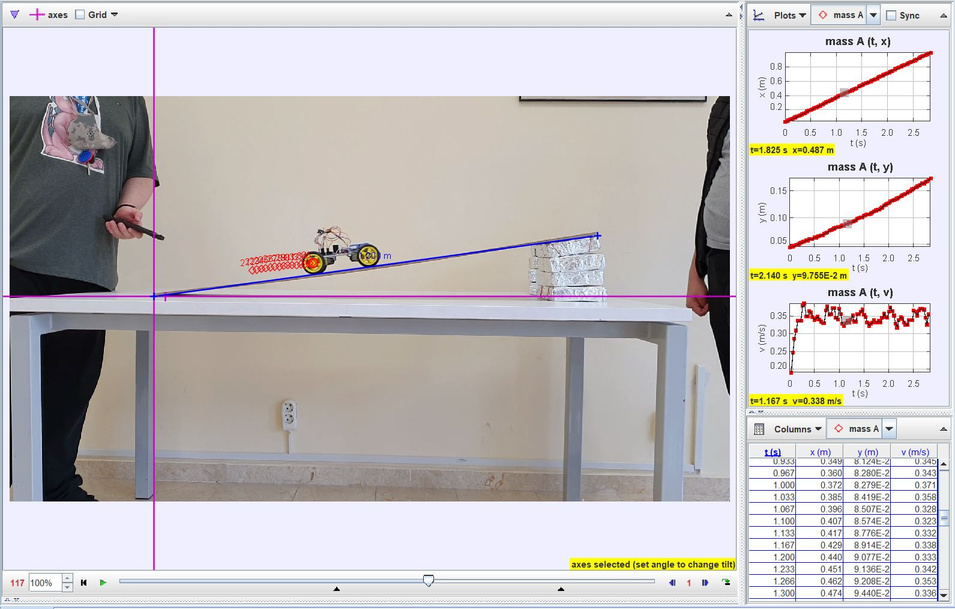 axes Grid
Plots mass A Sync
mass A (t, x)
x (m)
0.8
0.6
0.4
0.2
0 0.5 1.0 1.5 2.0 2.5
t (s)
t=1.825 s x=0.487 m
mass A (t, y)
y (m)
0.15
0.10
0.05
0 0.5 1.0 1.5 2.0 2.5
t (s)
t=2.140 s y=9.755E-2 m
mass A (t, v)
v (m/s)
0.35
0.30
0.25
0.20
0 0.5 1.0 1.5 2.0 2.5
t (s)
t=1.167 s v=0.338 m/s
Columns mass A
t (s) x (m) y (m) v (m/s)
0.933 0.349 8.124E-2 0.345
0.967 0.360 8.280E-2 0.343
1.000 0.372 8.279E-2 0.371
1.033 0.385 8.419E-2 0.358
1.067 0.396 8.507E-2 0.328
1.100 0.407 8.574E-2 0.323
1.133 0.417 8.776E-2 0.332
1.167 0.429 8.914E-2 0.338
1.200 0.440 9.077E-2 0.333
1.233 0.451 9.136E-2 0.342
1.266 0.462 9.208E-2 0.353
1.300 0.474 9.440E-2 0.336
axes selected (set angle to change tilt)
117 100% 1